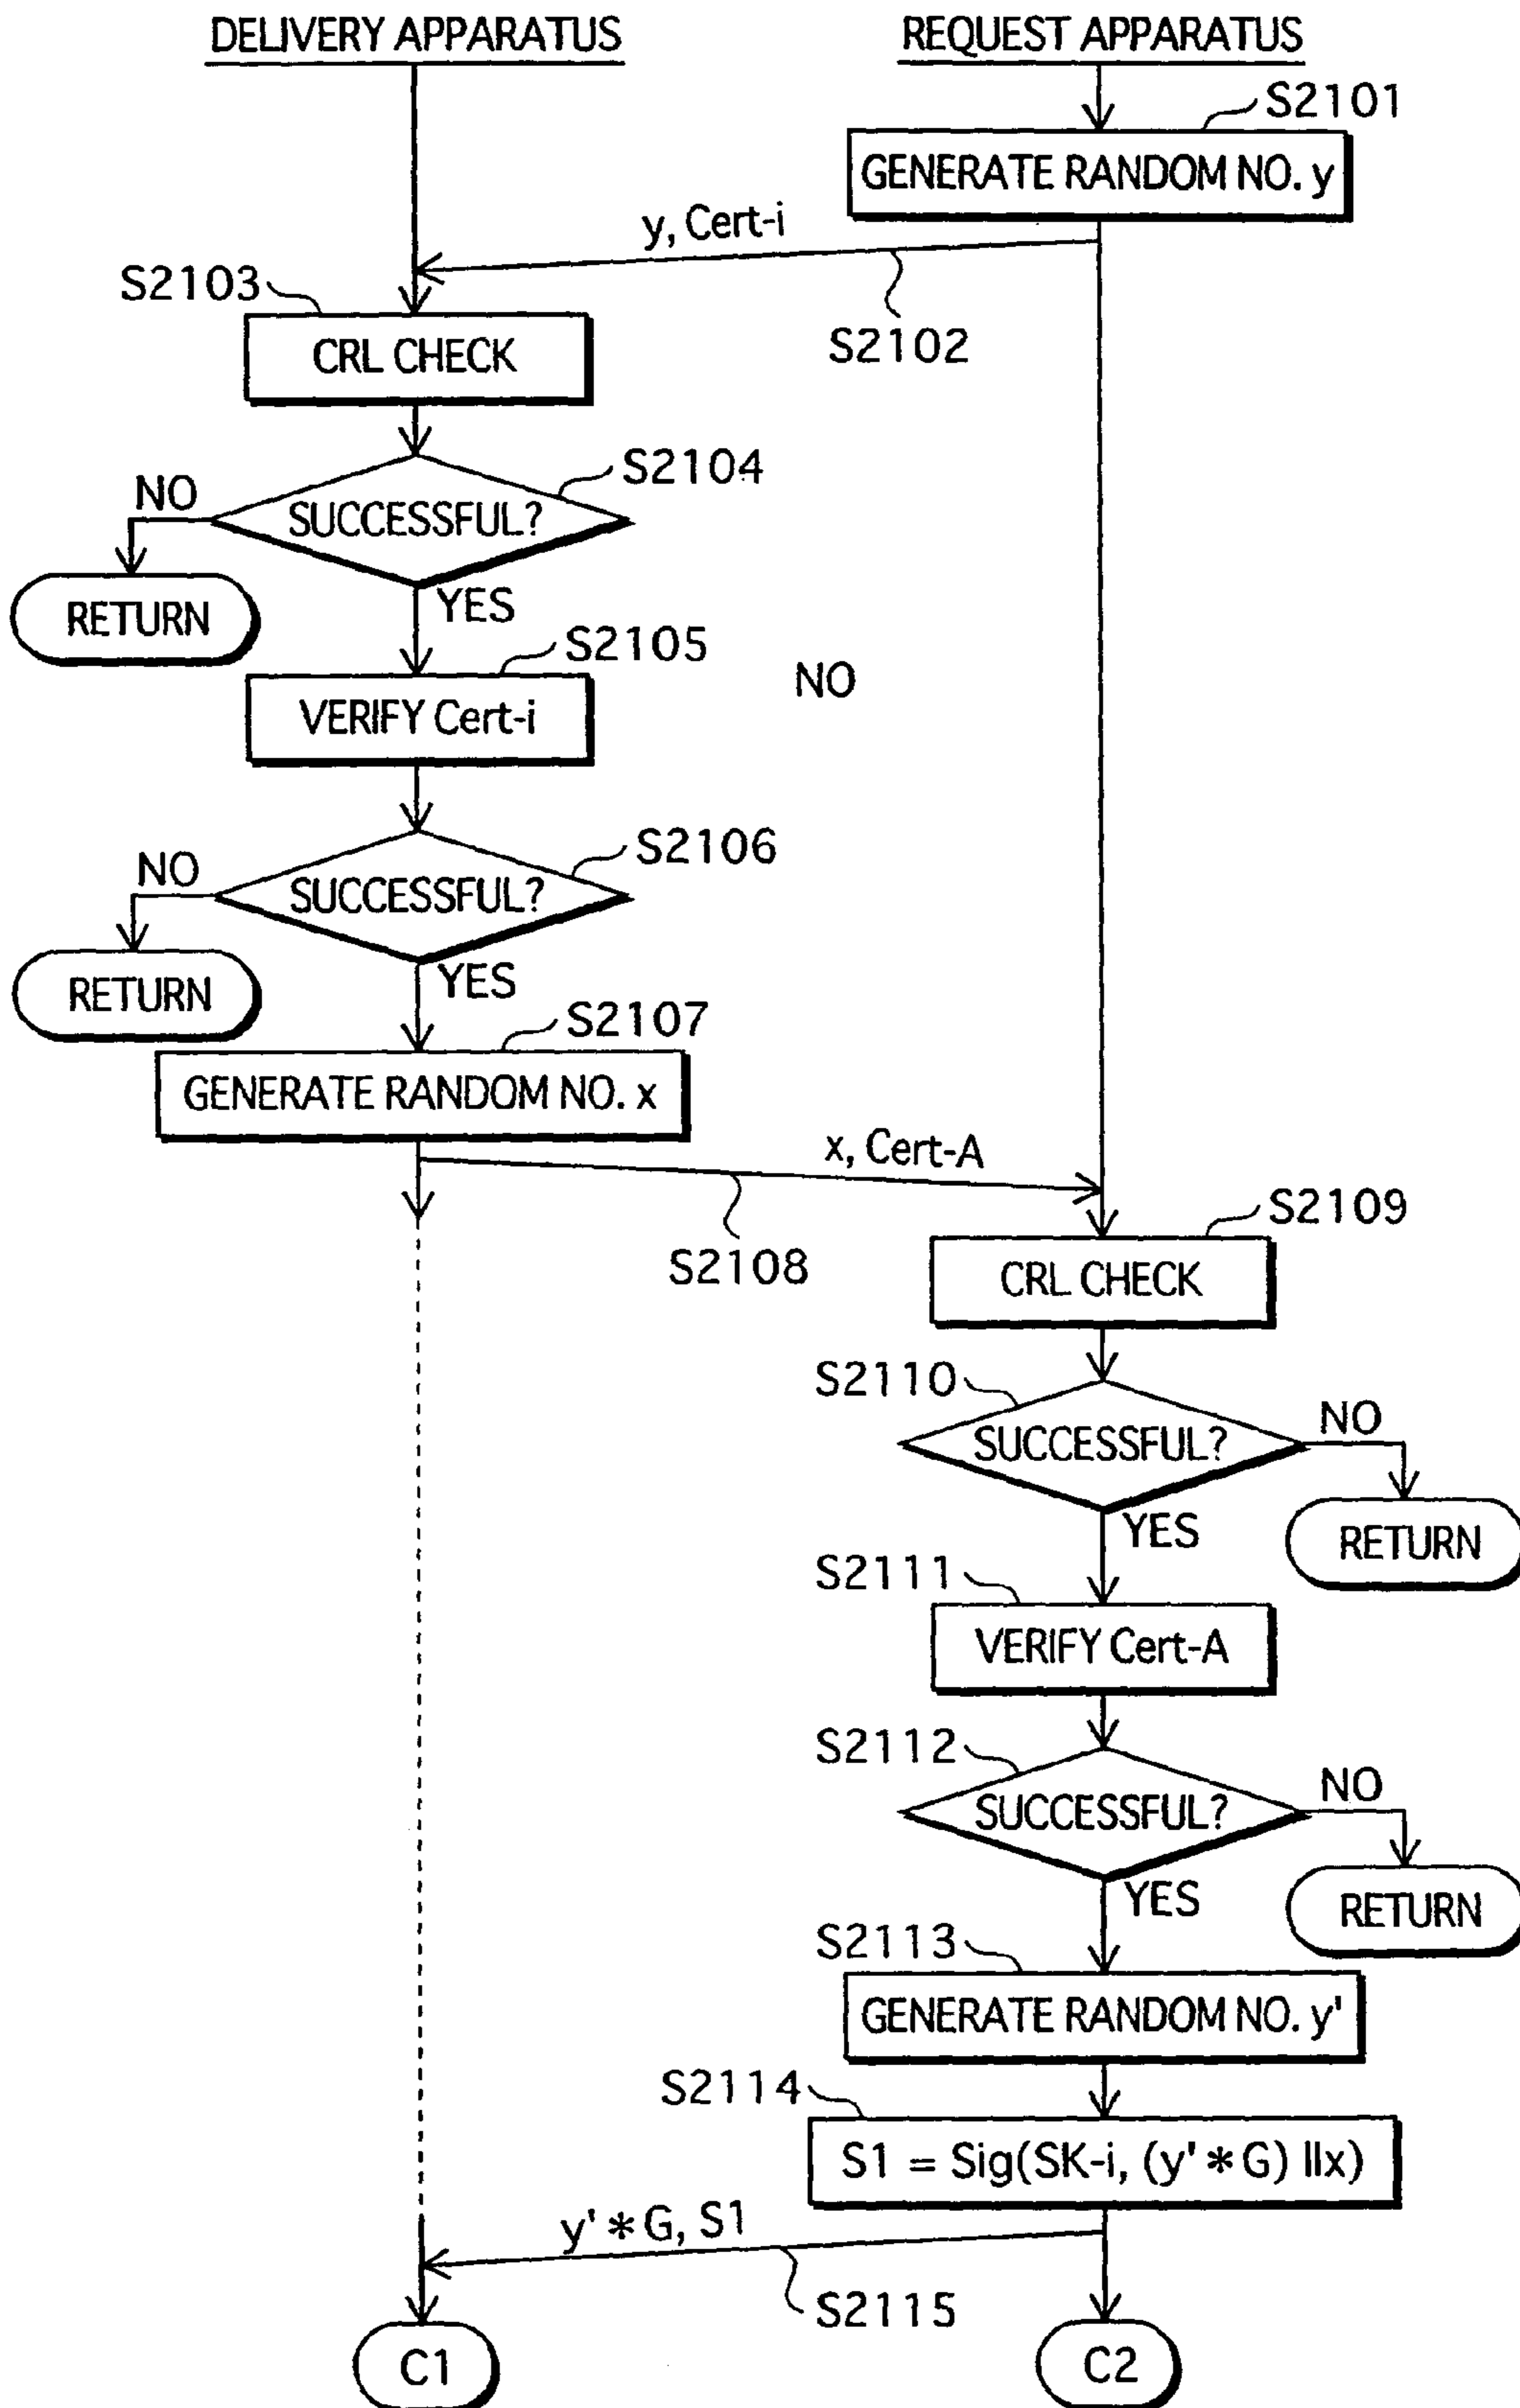 DELIVERY APPARATUS
REQUEST APPARATUS
S2101
GENERATE RANDOM NO. y
y, Cert-i
S2102
S2103
CRL CHECK
S2104
SUCCESSFUL?
NO
RETURN
YES
S2105
NO
VERIFY Cert-i
S2106
SUCCESSFUL?
NO
RETURN
YES
S2107
GENERATE RANDOM NO. x
x, Cert-A
S2108
S2109
CRL CHECK
S2110
SUCCESSFUL?
NO
RETURN
YES
S2111
VERIFY Cert-A
S2112
SUCCESSFUL?
NO
RETURN
YES
S2113
GENERATE RANDOM NO. y'
S2114
S1 = Sig(SK-i, (y' * G) llx)
y' * G, S1
S2115
C1
C2